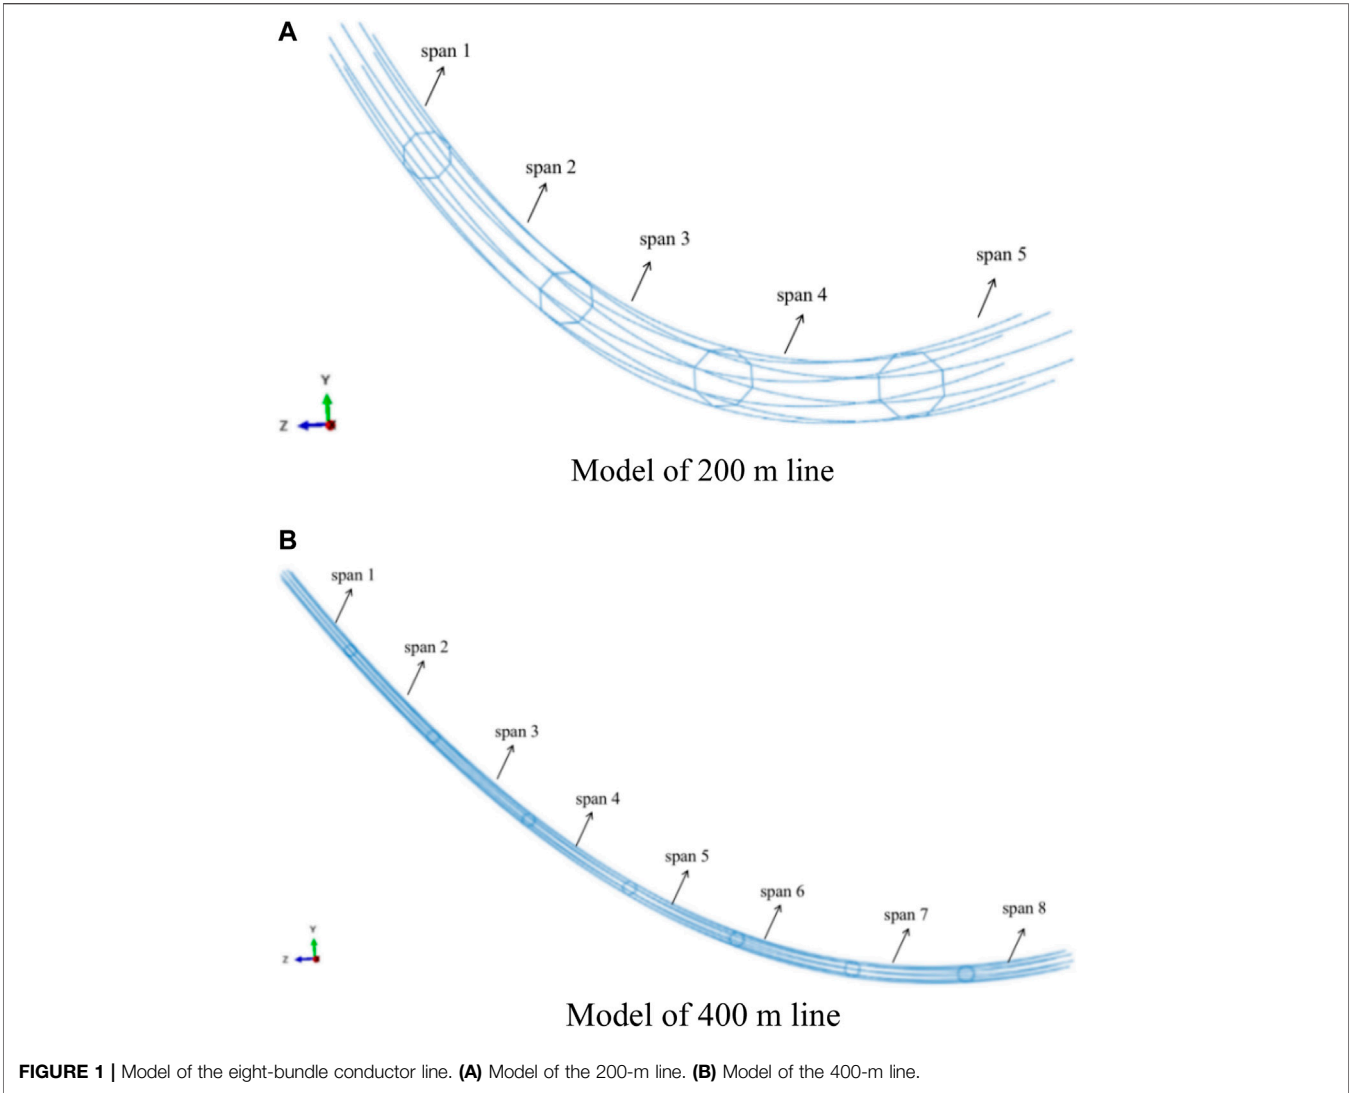 A
span 1
span 2
span 3
span 4
span 5
Y
Z
Model of 200 m line
B
span 1
span 2
span 3
span 4
span 5
span 6
span 7
span 8
Y
Z
Model of 400 m line
FIGURE 1 | Model of the eight-bundle conductor line. (A) Model of the 200-m line. (B) Model of the 400-m line.